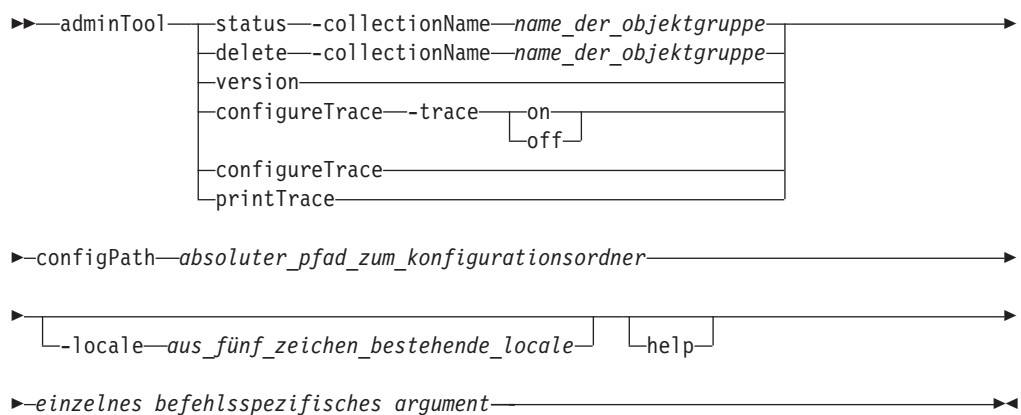 adminTool status -collectionName name_der_objektgruppe
delete -collectionName name_der_objektgruppe
version
configureTrace -trace on
off
configureTrace
printTrace
configPath absoluter_pfad_zum_konfigurationsordner
-locale aus_fünf_zeichen_bestehende_locale help
einzelnes befehlsspezifisches argument